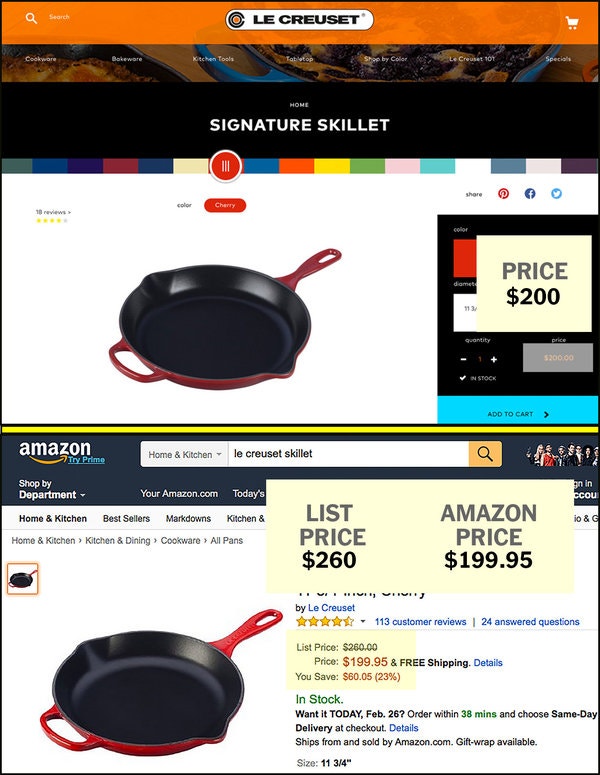 Search
LE CREUSET
Cookware Bakeware Kitchen Tools Tabletop Shop by Color Le Creuset 101 Specials
HOME
SIGNATURE SKILLET
share
18 reviews >
color Cherry
color
PRICE
$200
11 3/
quantity price
- 1 + $200.00
IN STOCK
ADD TO CART >
amazon
Try Prime
Home & Kitchen le creuset skillet
Shop by
Department
Your Amazon.com Today's
Home & Kitchen Best Sellers Markdowns Kitchen &
LIST
PRICE
$260
AMAZON
PRICE
$199.95
Home & Kitchen › Kitchen & Dining › Cookware › All Pans
by Le Creuset
113 customer reviews | 24 answered questions
List Price: $260.00
Price: $199.95 & FREE Shipping. Details
You Save: $60.05 (23%)
In Stock.
Want it TODAY, Feb. 26? Order within 38 mins and choose Same-Day
Delivery at checkout. Details
Ships from and sold by Amazon.com. Gift-wrap available.
Size: 11 3/4"